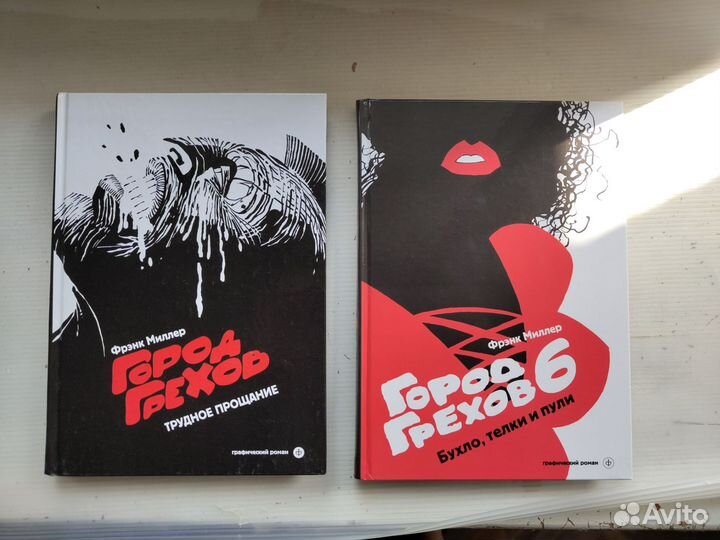 Фрэнк Миллер
ГОРОД
ГРЕХОВ
ТРУДНОЕ ПРОЩАНИЕ
графический роман
Ф
Фрэнк Миллер
ГОРОД
ГРЕХОВ 6
Бухло, телки и пули
графический роман
Ф
Avito